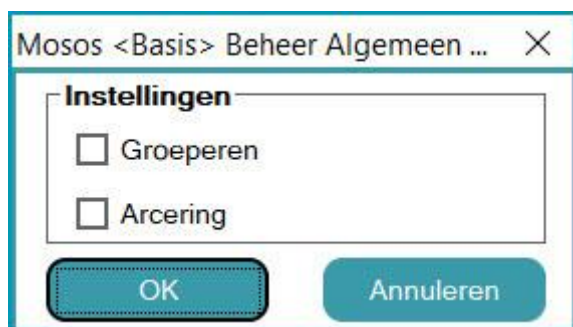 Mosos <Basis> Beheer Algemeen ...
Instellingen
Groeperen
Arcering
OK Annuleren